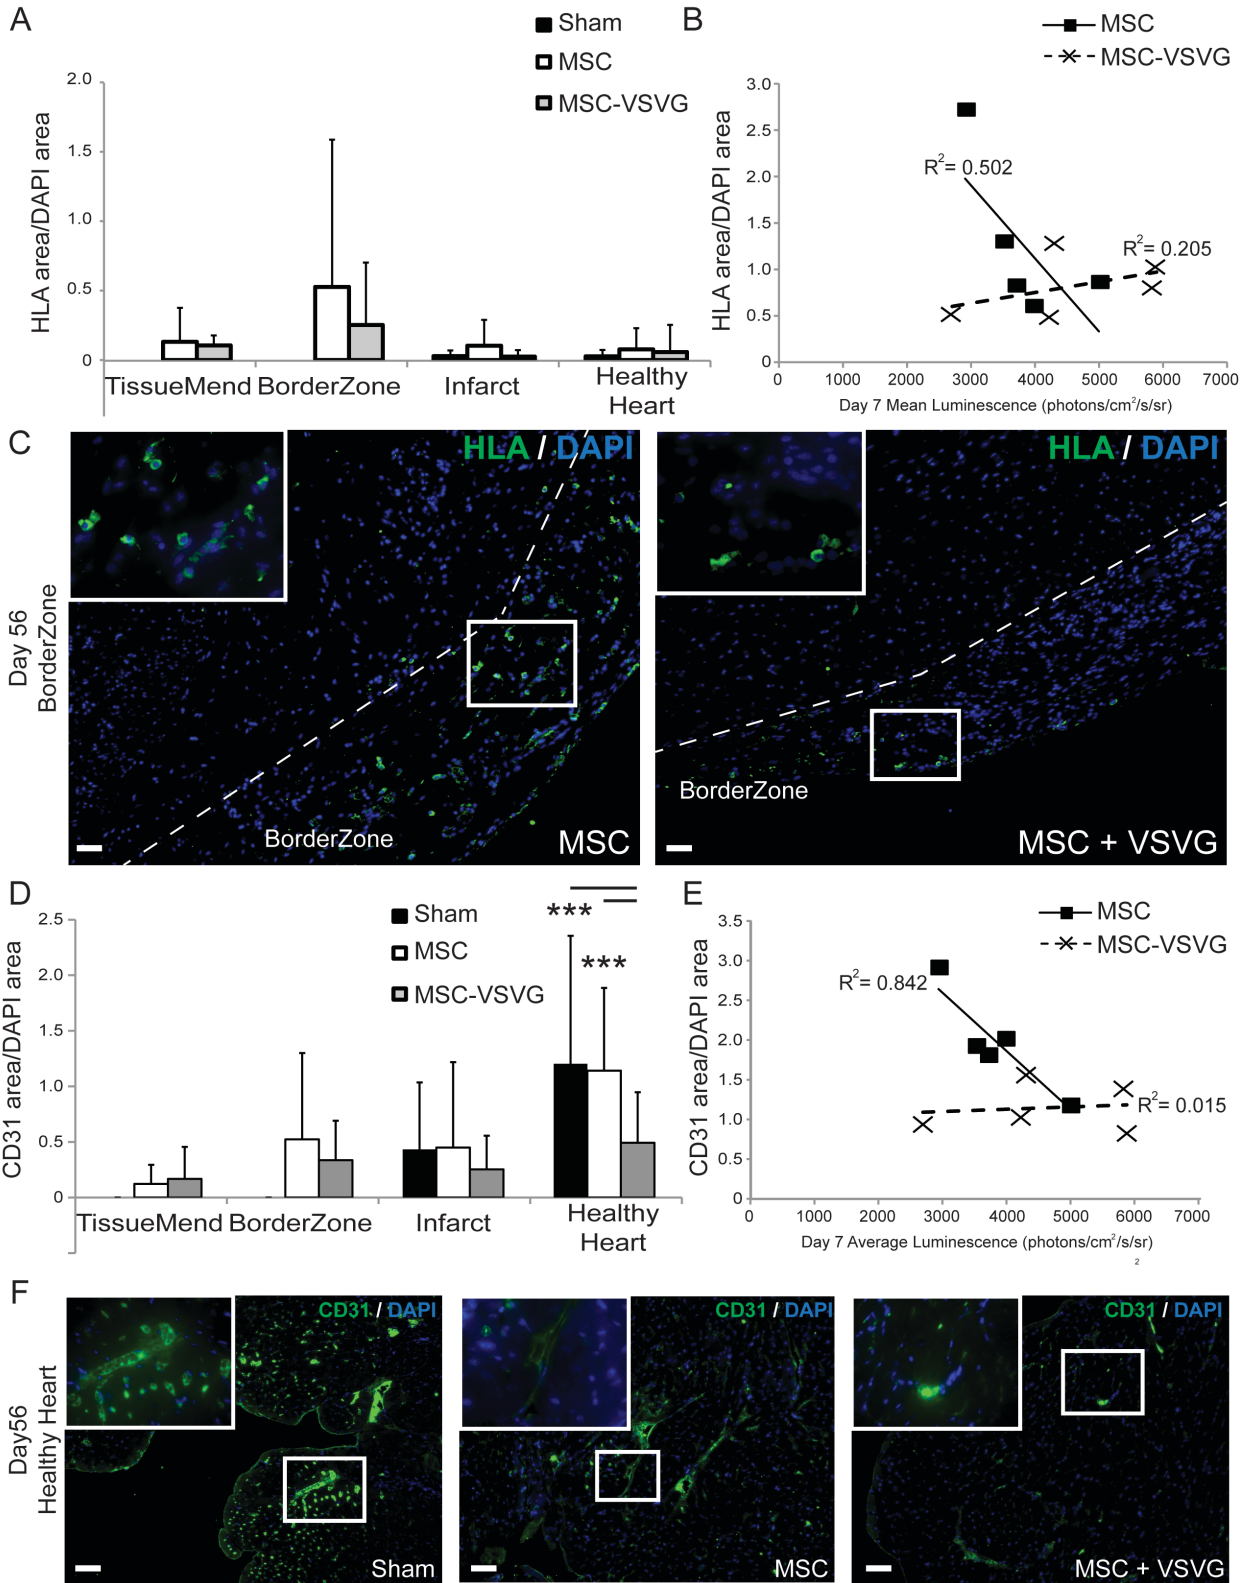 A
Sham
MSC
MSC-VSVG
HLA area/DAPI area
2.0
1.5
1.0
0.5
0
TissueMend BorderZone Infarct Healthy Heart
B
MSC
MSC-VSVG
HLA area/DAPI area
3.0
2.5
2.0
1.5
1.0
0.5
0
R²= 0.502
R²= 0.205
0 1000 2000 3000 4000 5000 6000 7000
Day 7 Mean Luminescence (photons/cm²/s/sr)
C
Day 56
BorderZone
HLA / DAPI
BorderZone
MSC
HLA / DAPI
BorderZone
MSC + VSVG
D
Sham
MSC
MSC-VSVG
CD31 area/DAPI area
2.5
2.0
1.5
1.0
0.5
0
***
***
TissueMend BorderZone Infarct Healthy Heart
E
MSC
MSC-VSVG
CD31 area/DAPI area
3.5
3.0
2.5
2.0
1.5
1.0
0.5
0
R²= 0.842
R²= 0.015
0 1000 2000 3000 4000 5000 6000 7000
Day 7 Average Luminescence (photons/cm²/s/sr)
2
F
Day56
Healthy Heart
CD31 / DAPI
Sham
CD31 / DAPI
MSC
CD31 / DAPI
MSC + VSVG